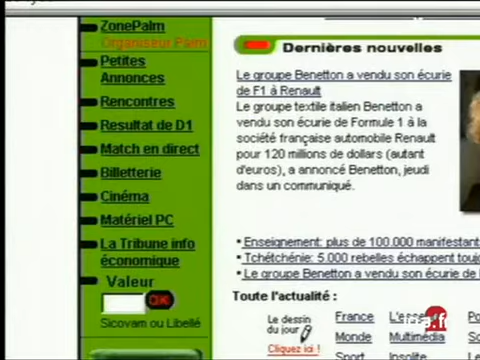 ZonePalm
Organiseur Palm
Petites
Annonces
Rencontres
Resultat de D1
Match en direct
Billetterie
Cinéma
Matériel PC
La Tribune info
économique
Valeur
OK
Sicovam ou Libellé
Dernières nouvelles
Le groupe Benetton a vendu son écurie
de F1 à Renault
Le groupe textile italien Benetton a
vendu son écurie de Formule 1 à la
société française automobile Renault
pour 120 millions de dollars (autant
d'euros), a annoncé Benetton, jeudi
dans un communiqué.
• Enseignement: plus de 100.000 manifestant
• Tchétchénie: 5.000 rebelles échappent toujo
• Le groupe Benetton a vendu son écurie de
Toute l'actualité :
Le dessin
du jour
Cliquez ici !
France
Monde
Sport
Multimédia
Insolite